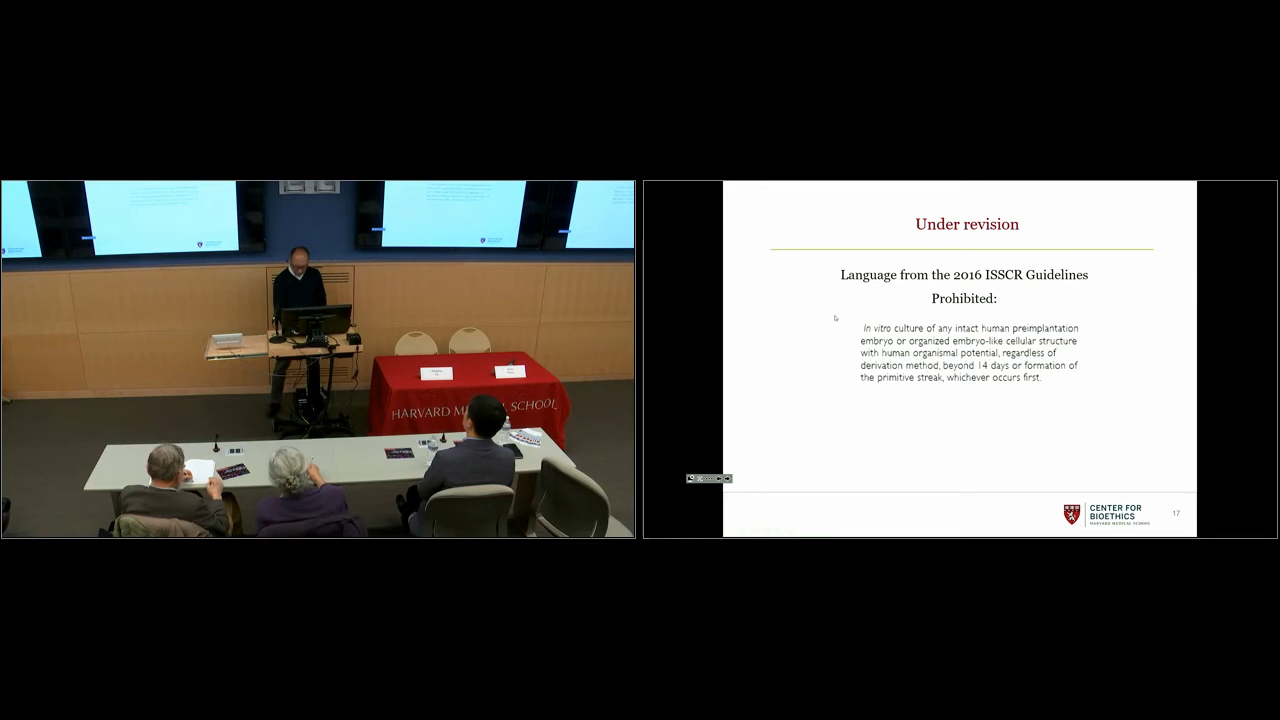 HARVARD MEDICAL SCHOOL
Under revision
Language from the 2016 ISSCR Guidelines
Prohibited:
In vitro culture of any intact human preimplantation
embryo or organized embryo-like cellular structure
with human organismal potential, regardless of
derivation method, beyond 14 days or formation of
the primitive streak, whichever occurs first.
CENTER FOR
BIOETHICS
HARVARD MEDICAL SCHOOL
17